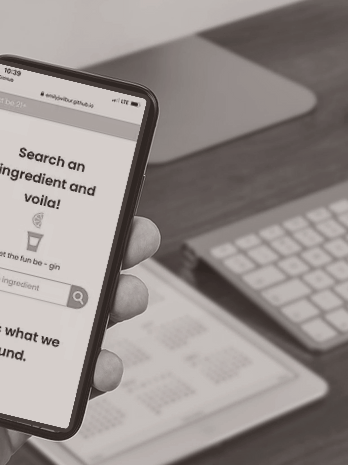 10:39
LTE
emilyjwilbur.github.io
be 21+
Search an
ingredient and
voila!
et the fun be - gin
ingredient
s what we
und.